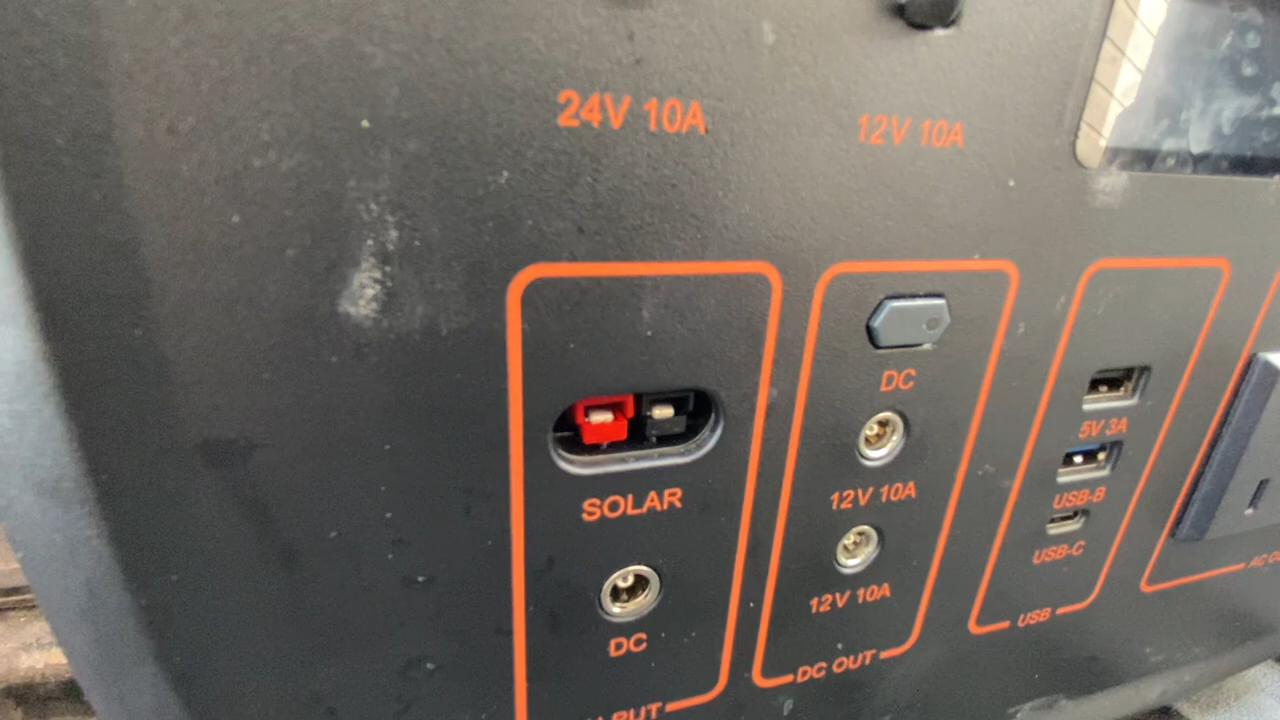 24V 10A
12V 10A
SOLAR
DC
DC
12V 10A
12V 10A
DC OUT
5V 3A
USB-B
USB-C
USB